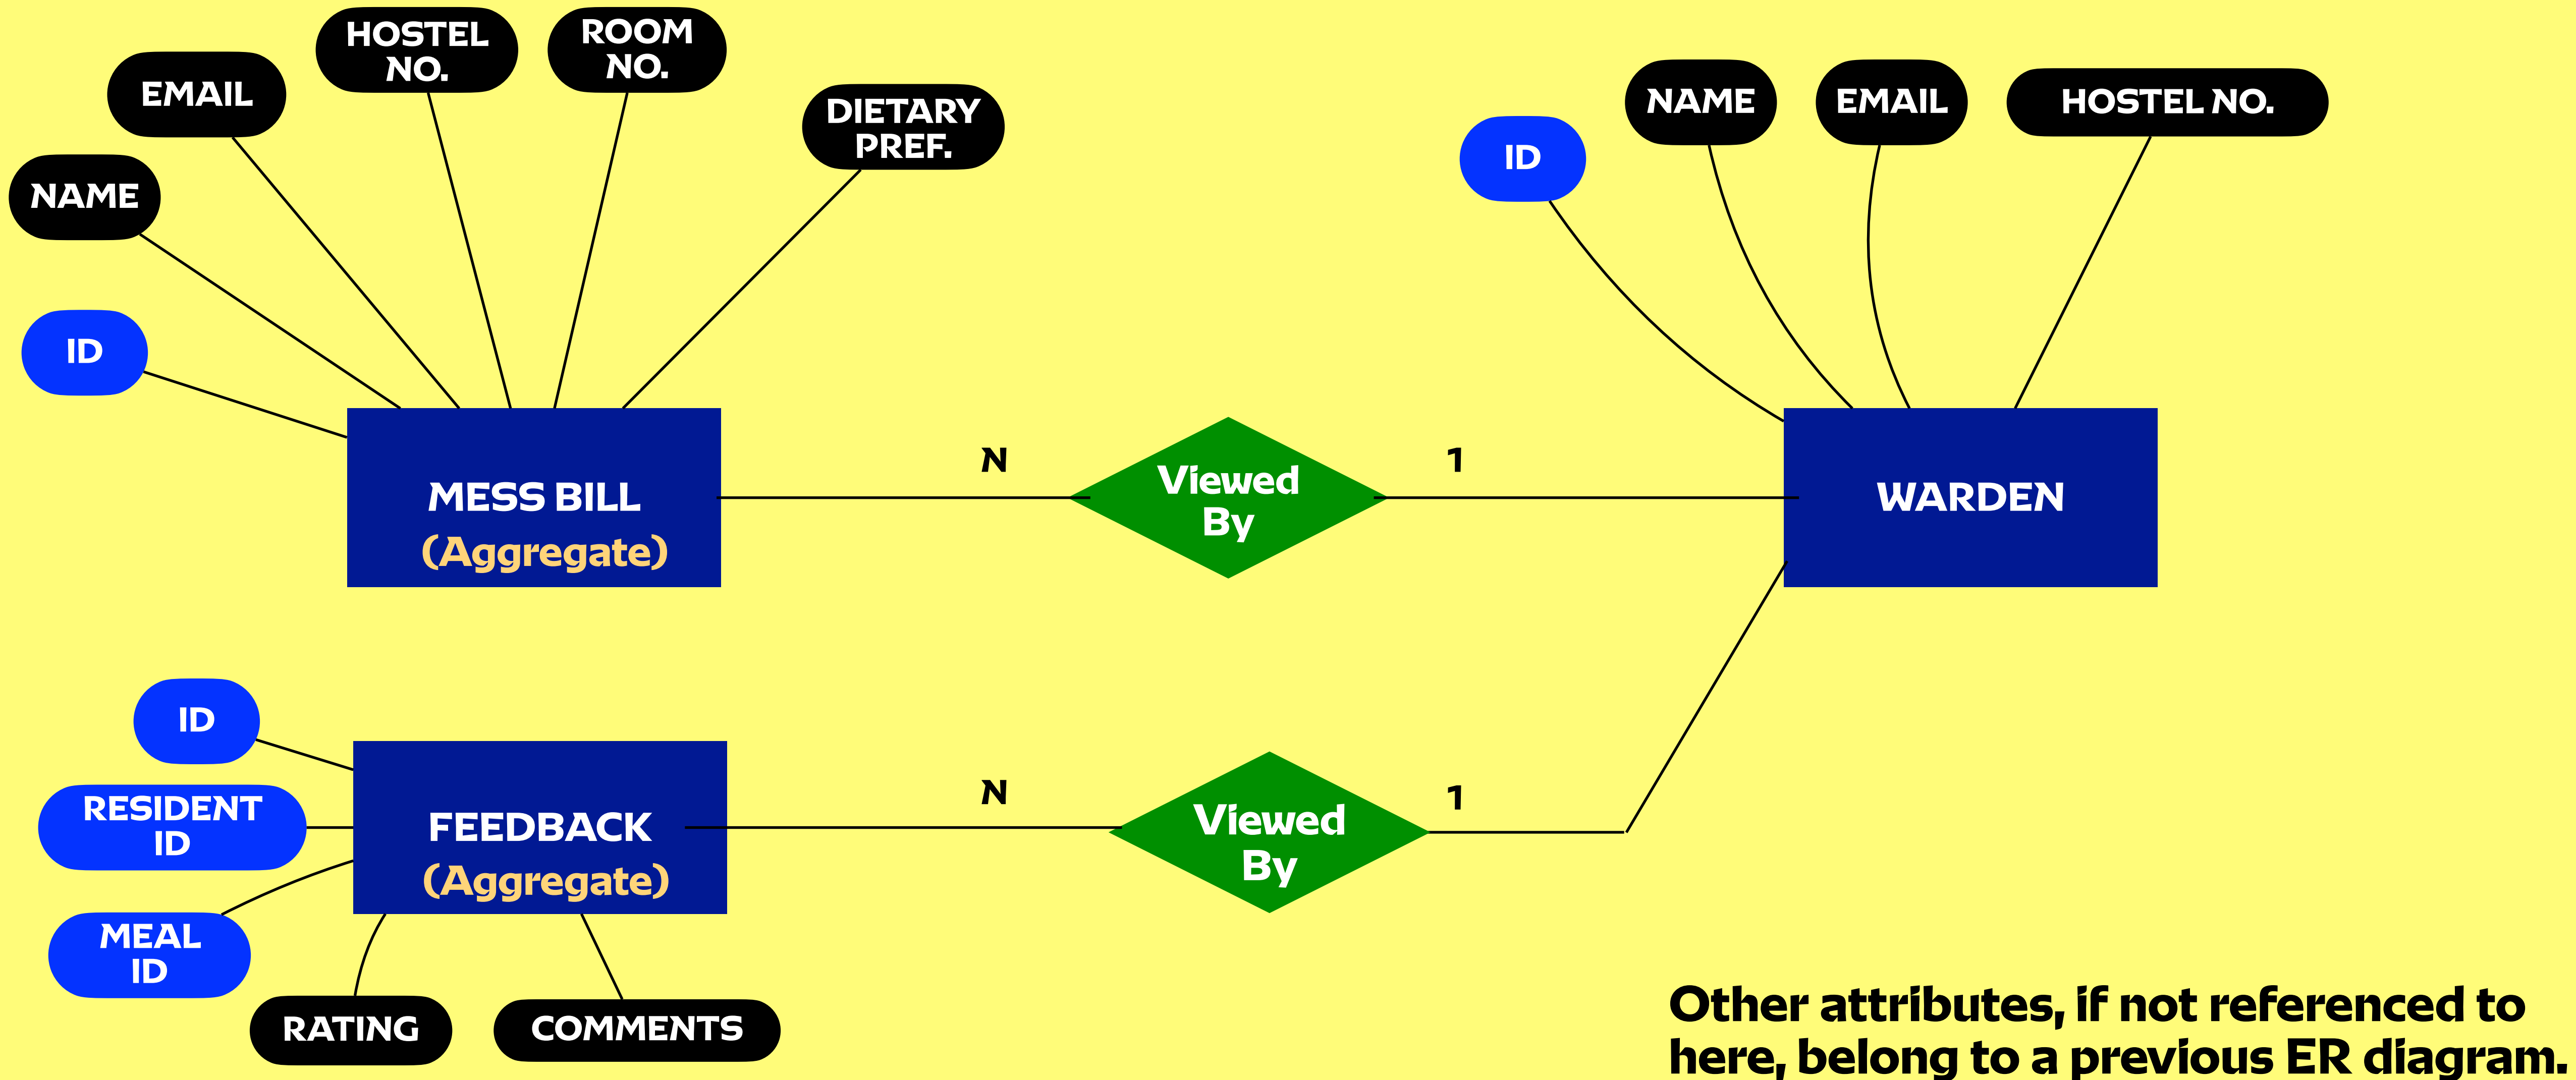 HOSTEL
NO.
ROOM
NO.
EMAIL
DIETARY
PREF.
NAME
ID
MESS BILL
(Aggregate)
N
Viewed
By
1
NAME
EMAIL
HOSTEL NO.
ID
WARDEN
ID
RESIDENT
ID
MEAL
ID
FEEDBACK
(Aggregate)
RATING
COMMENTS
N
Viewed
By
1
Other attributes, if not referenced to
here, belong to a previous ER diagram.